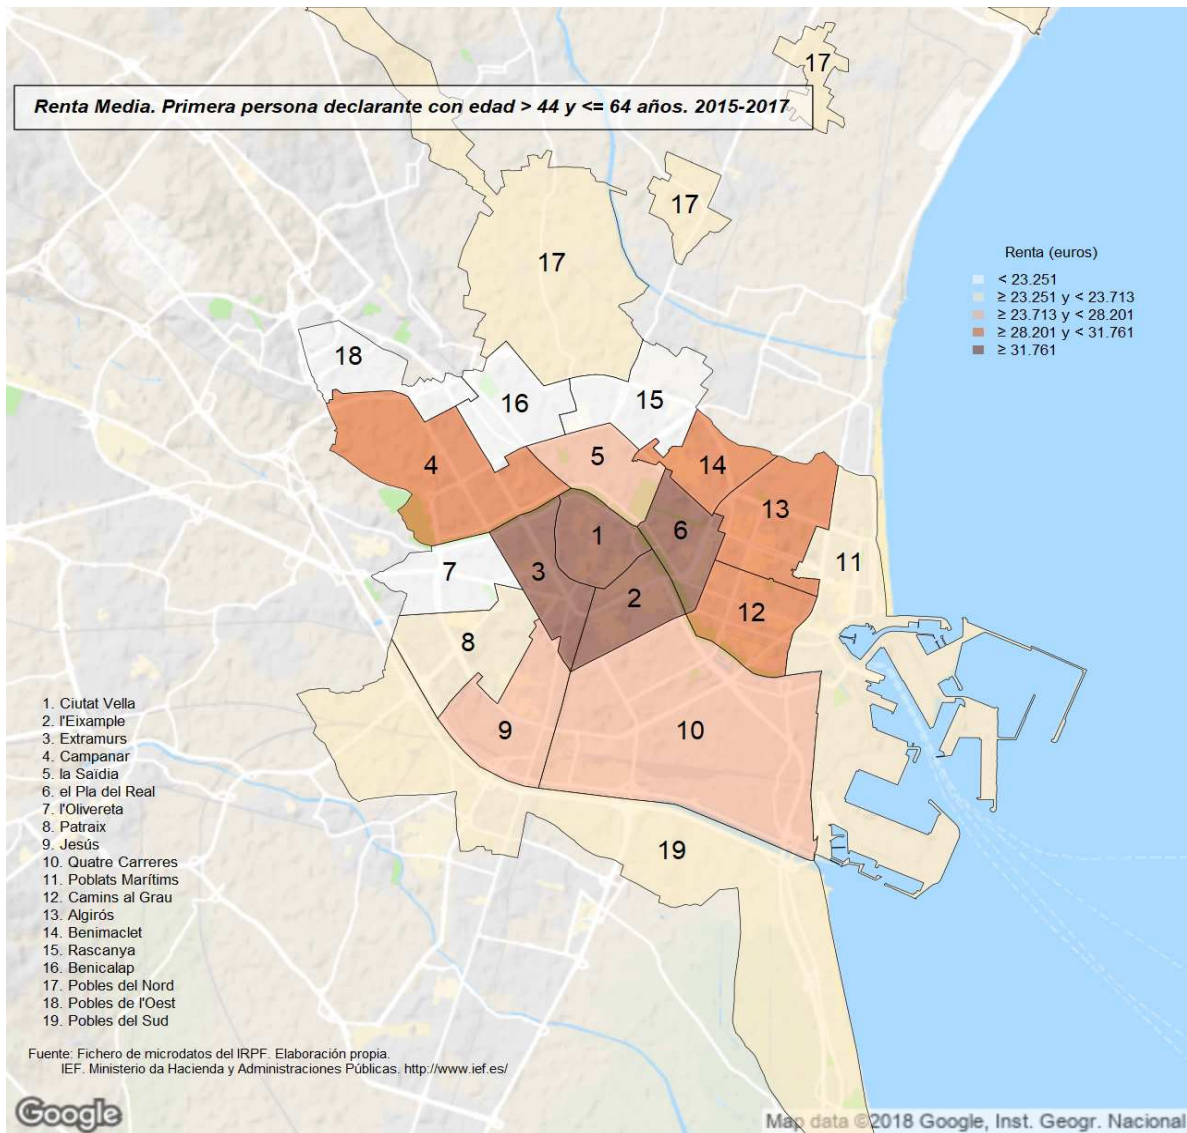 17
Renta Media. Primera persona declarante con edad > 44 y <= 64 años. 2015-2017
17
17
Renta (euros)
< 23.251
≥ 23.251 y < 23.713
≥ 23.713 y < 28.201
≥ 28.201 y < 31.761
≥ 31.761
18
16
15
4
5
14
13
6
1
3
7
11
2
12
8
9
10
19
1. Ciutat Vella
2. l'Eixample
3. Extramurs
4. Campanar
5. la Saïdia
6. el Pla del Real
7. l'Olivereta
8. Patraix
9. Jesús
10. Quatre Carreres
11. Poblats Marítims
12. Camins al Grau
13. Algirós
14. Benimaclet
15. Rascanya
16. Benicalap
17. Pobles del Nord
18. Pobles de l'Oest
19. Pobles del Sud
Fuente: Fichero de microdatos del IRPF. Elaboración propia.
IEF. Ministerio da Hacienda y Administraciones Públicas. http://www.ief.es/
Google
Map data ©2018 Google, Inst. Geogr. Nacional